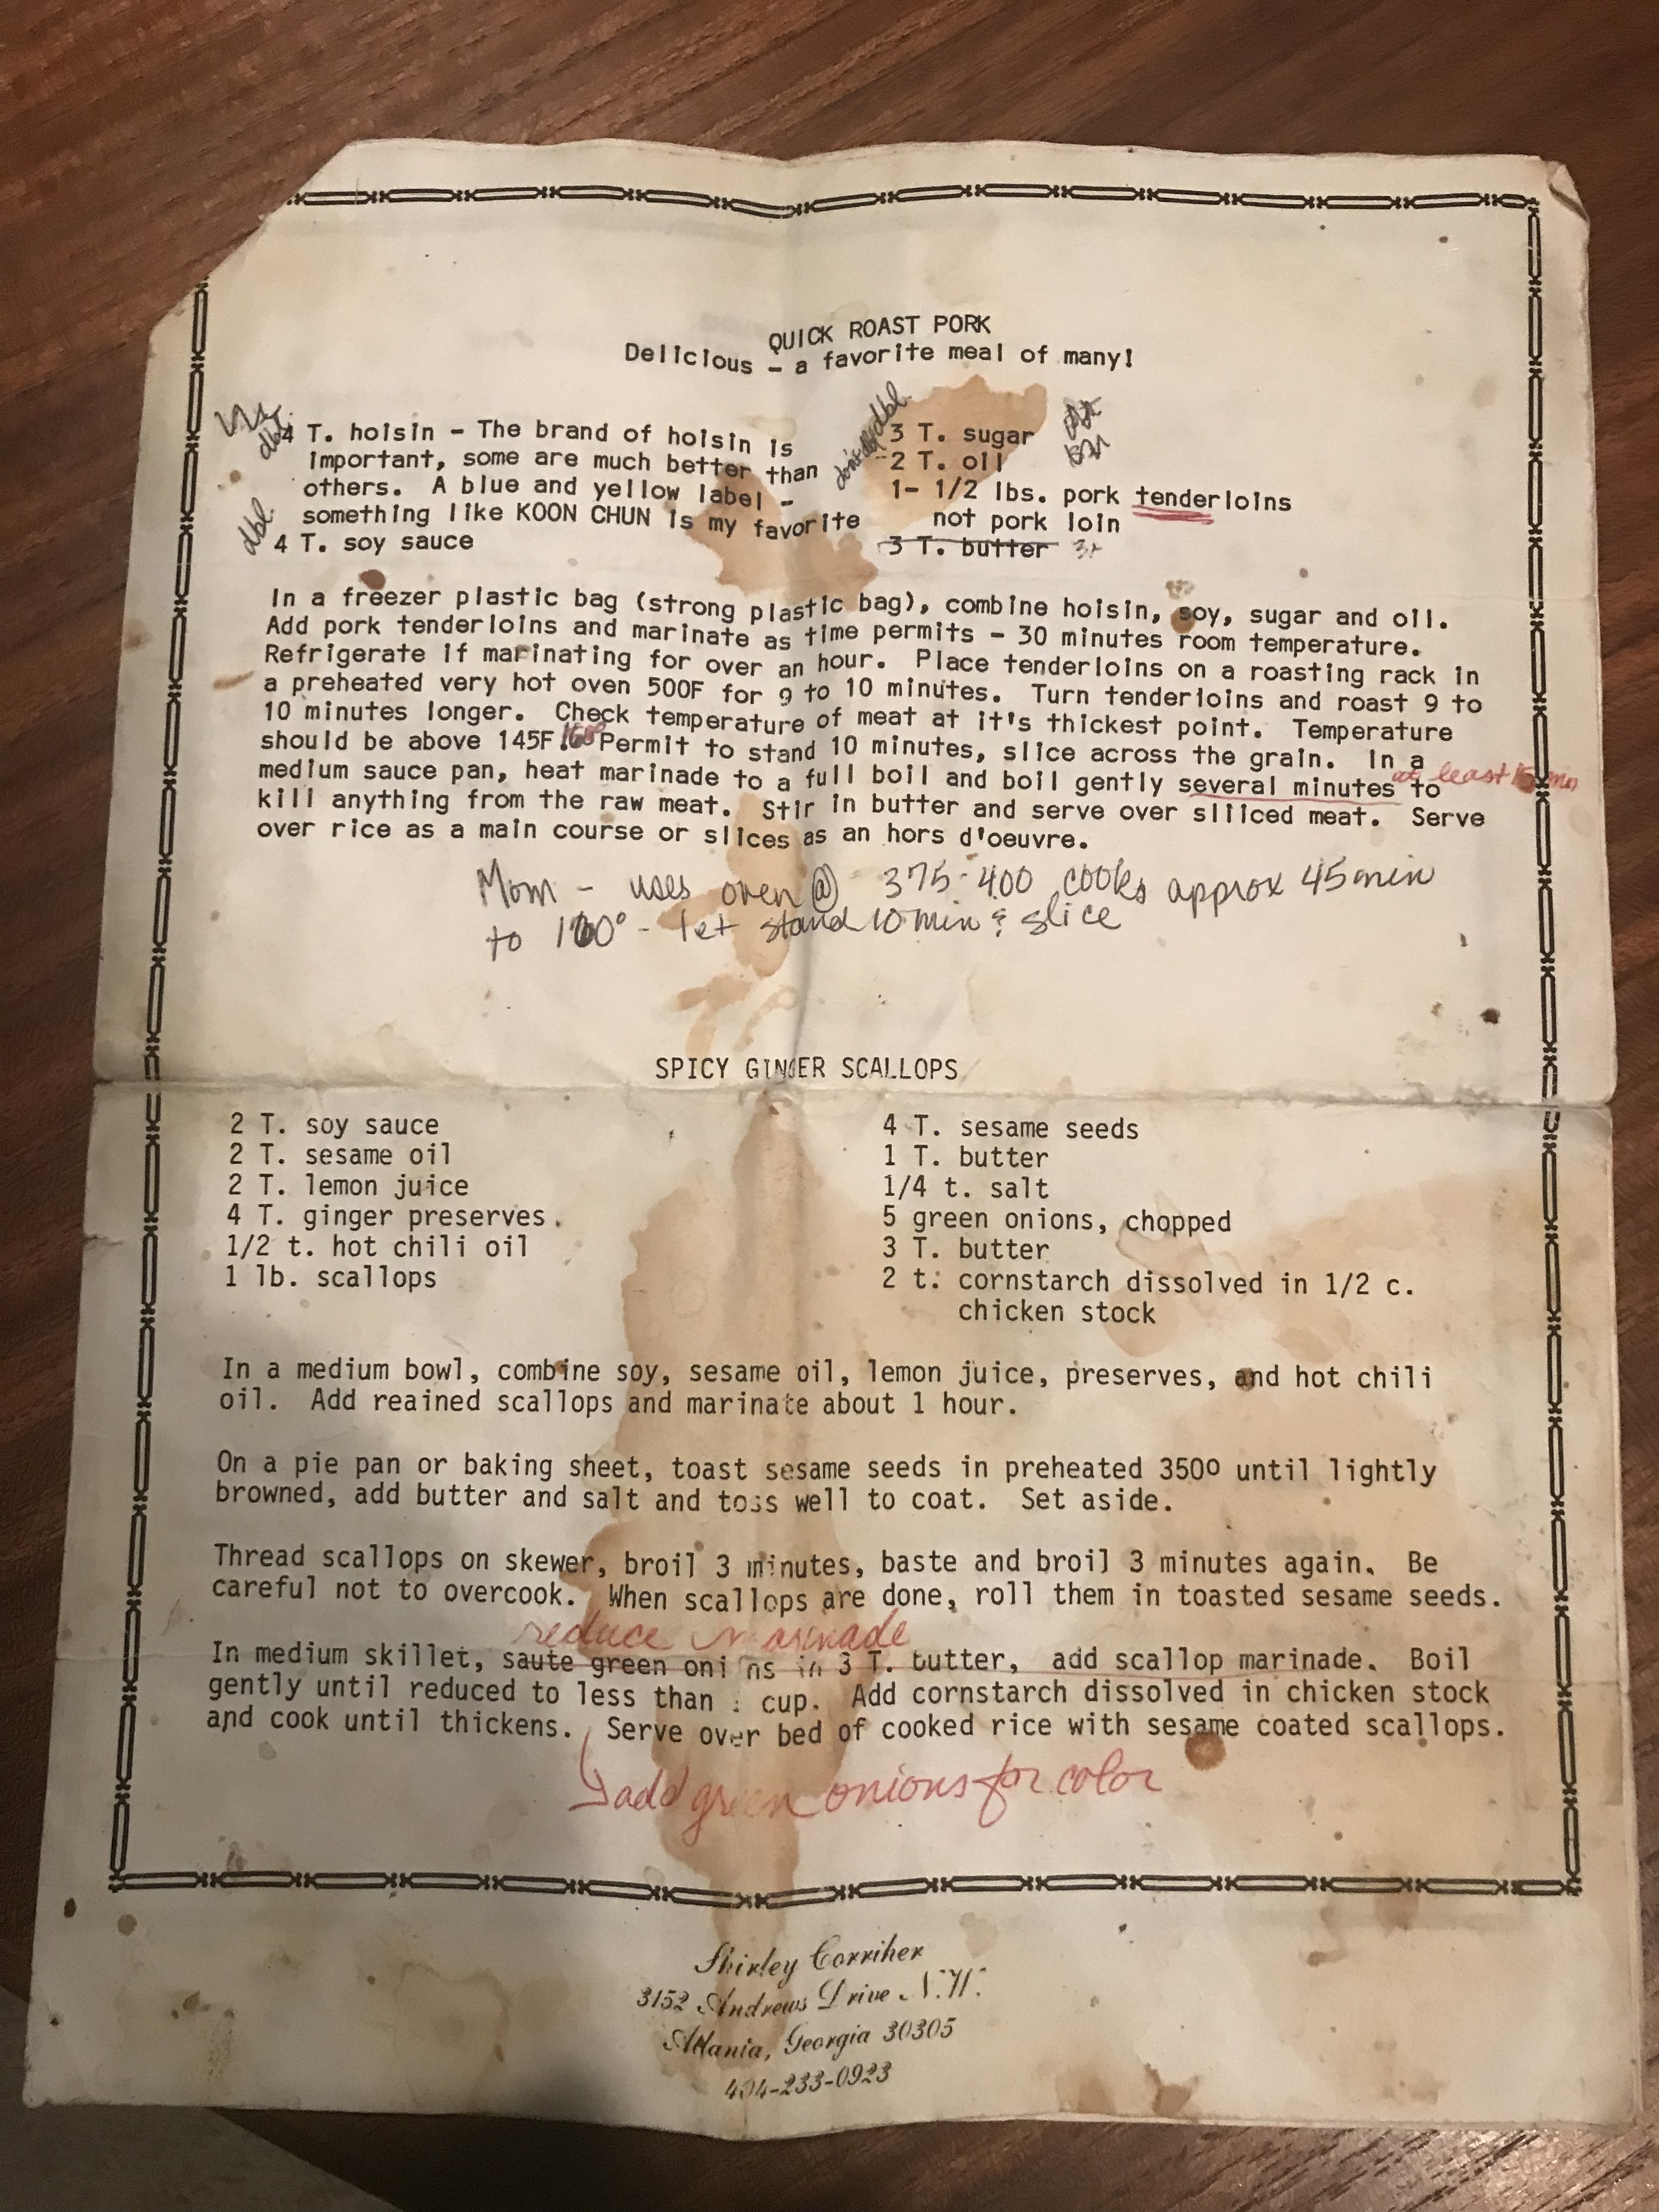 QUICK ROAST PORK
Delicious - a favorite meal of many!
dbl
4 T. hoisin - The brand of hoisin is
important, some are much better than
others. A blue and yellow label -
something like KOON CHUN is my favorite
dbl
4 T. soy sauce
dbl
3 T. sugar
don't dbl
2 T. oil
1- 1/2 lbs. pork tenderloins
not pork loin
3 T. butter
In a freezer plastic bag (strong plastic bag), combine hoisin, soy, sugar and oil.
Add pork tenderloins and marinate as time permits - 30 minutes room temperature.
Refrigerate if marinating for over an hour. Place tenderloins on a roasting rack in
a preheated very hot oven 500F for 9 to 10 minutes. Turn tenderloins and roast 9 to
10 minutes longer. Check temperature of meat at it's thickest point. Temperature
should be above 145F. 160° Permit to stand 10 minutes, slice across the grain. In a
medium sauce pan, heat marinade to a full boil and boil gently several minutes to
at least 15 min
kill anything from the raw meat. Stir in butter and serve over sliiced meat. Serve
over rice as a main course or slices as an hors d'oeuvre.
Mom - uses oven @ 375-400 cooks approx 45 min
to 160° - let stand 10 min & slice
SPICY GINGER SCALLOPS
2 T. soy sauce
2 T. sesame oil
2 T. lemon juice
4 T. ginger preserves.
1/2 t. hot chili oil
1 lb. scallops
4 T. sesame seeds
1 T. butter
1/4 t. salt
5 green onions, chopped
3 T. butter
2 t. cornstarch dissolved in 1/2 c.
chicken stock
In a medium bowl, combine soy, sesame oil, lemon juice, preserves, and hot chili
oil. Add reained scallops and marinate about 1 hour.
On a pie pan or baking sheet, toast sesame seeds in preheated 350º until lightly
browned, add butter and salt and toss well to coat. Set aside.
Thread scallops on skewer, broil 3 minutes, baste and broil 3 minutes again. Be
careful not to overcook. When scallops are done, roll them in toasted sesame seeds.
reduce marinade
In medium skillet, saute green onions in 3 T. butter, add scallop marinade. Boil
gently until reduced to less than cup. Add cornstarch dissolved in chicken stock
and cook until thickens. Serve over bed of cooked rice with sesame coated scallops.
add green onions for color
Shirley Corriher
3152 Andrews Drive N.W.
Atlanta, Georgia 30305
404-233-0923